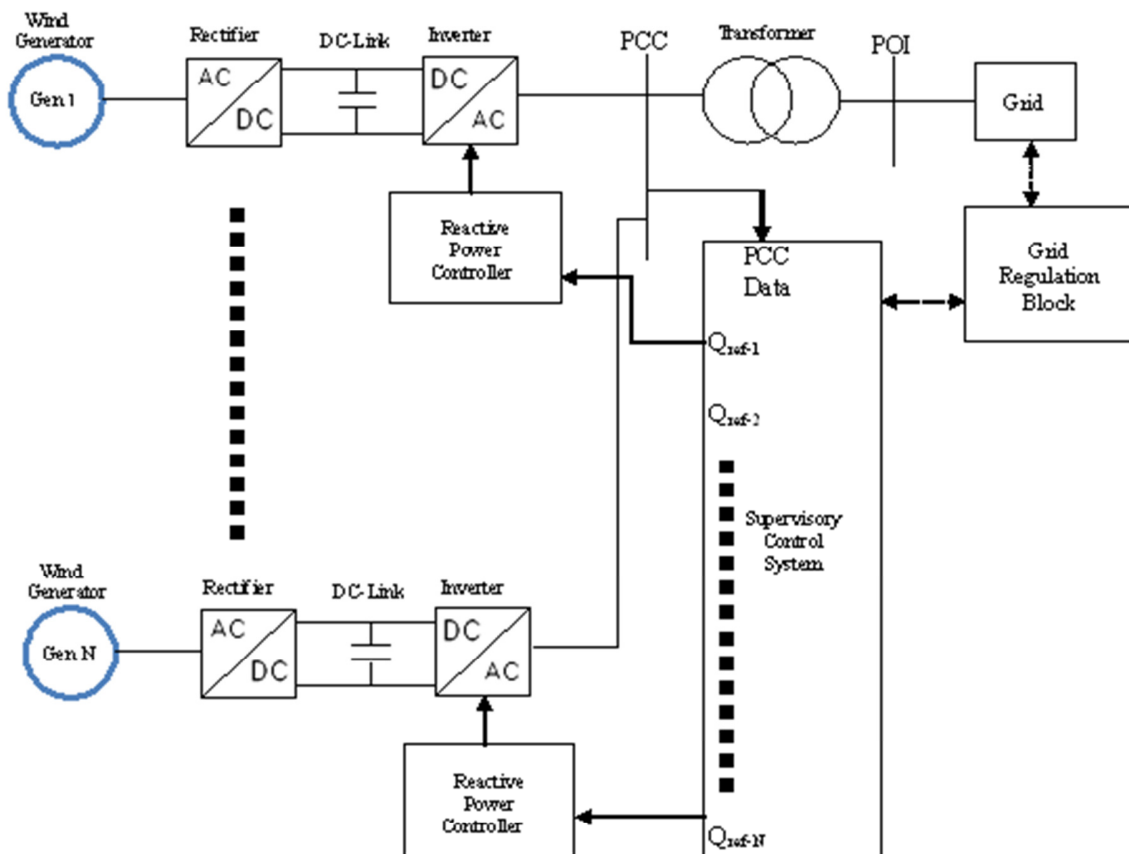 Wind
Generator
Gen 1
Rectifier
AC
DC
DC-Link
Inverter
DC
AC
PCC
Transformer
POI
Grid
Reactive
Power
Controller
PCC
Data
Grid
Regulation
Block
Qref-1
Qref-2
Supervisory
Control
System
Wind
Generator
Gen N
Rectifier
AC
DC
DC-Link
Inverter
DC
AC
Reactive
Power
Controller
Qref-N